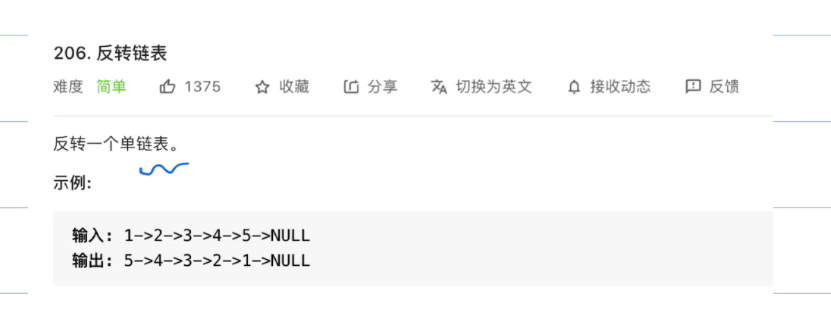 206. 反转链表
难度 简单 1375 收藏 分享 切换为英文 接收动态 反馈
反转一个单链表。
示例:
输入: 1->2->3->4->5->NULL
输出: 5->4->3->2->1->NULL